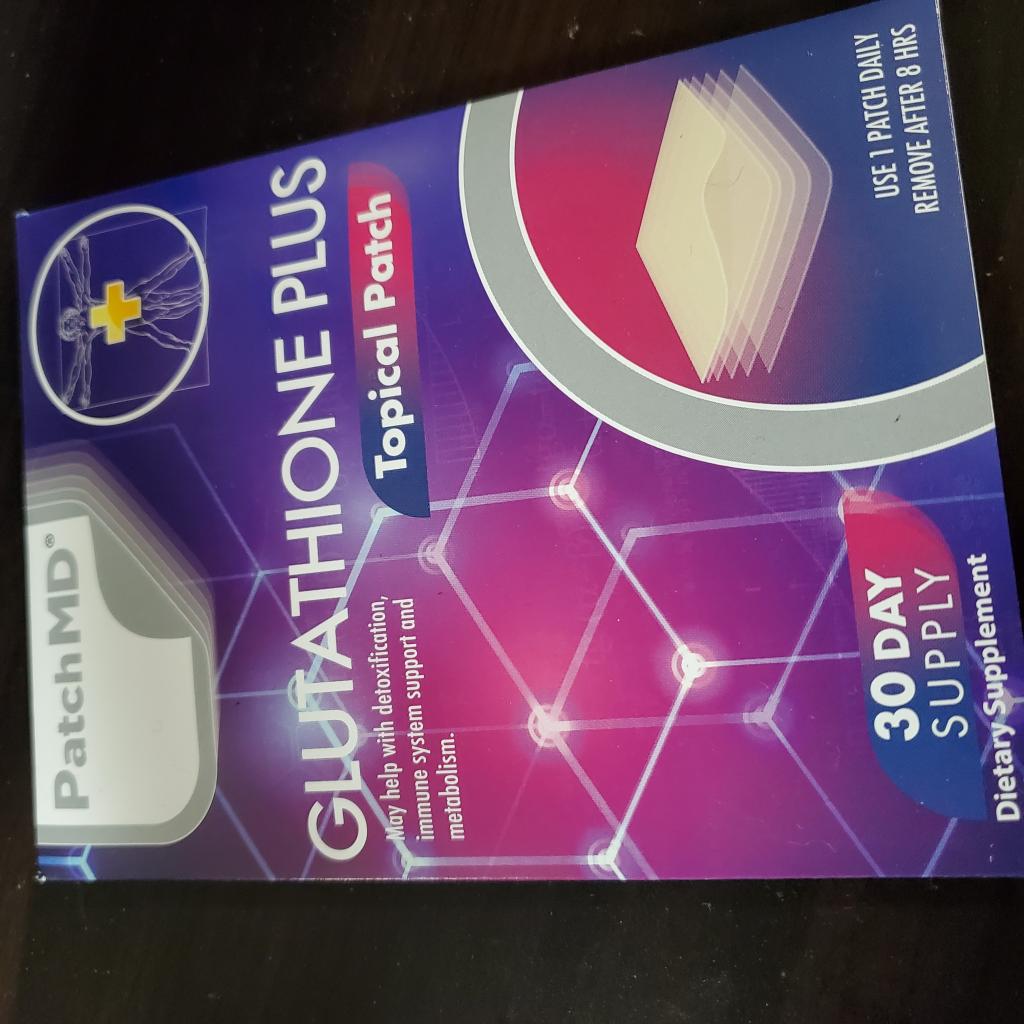 PatchMD®
GLUTATHIONE PLUS
Topical Patch
May help with detoxification,
immune system support and
metabolism.
30 DAY
SUPPLY
USE 1 PATCH DAILY
REMOVE AFTER 8 HRS
Dietary Supplement